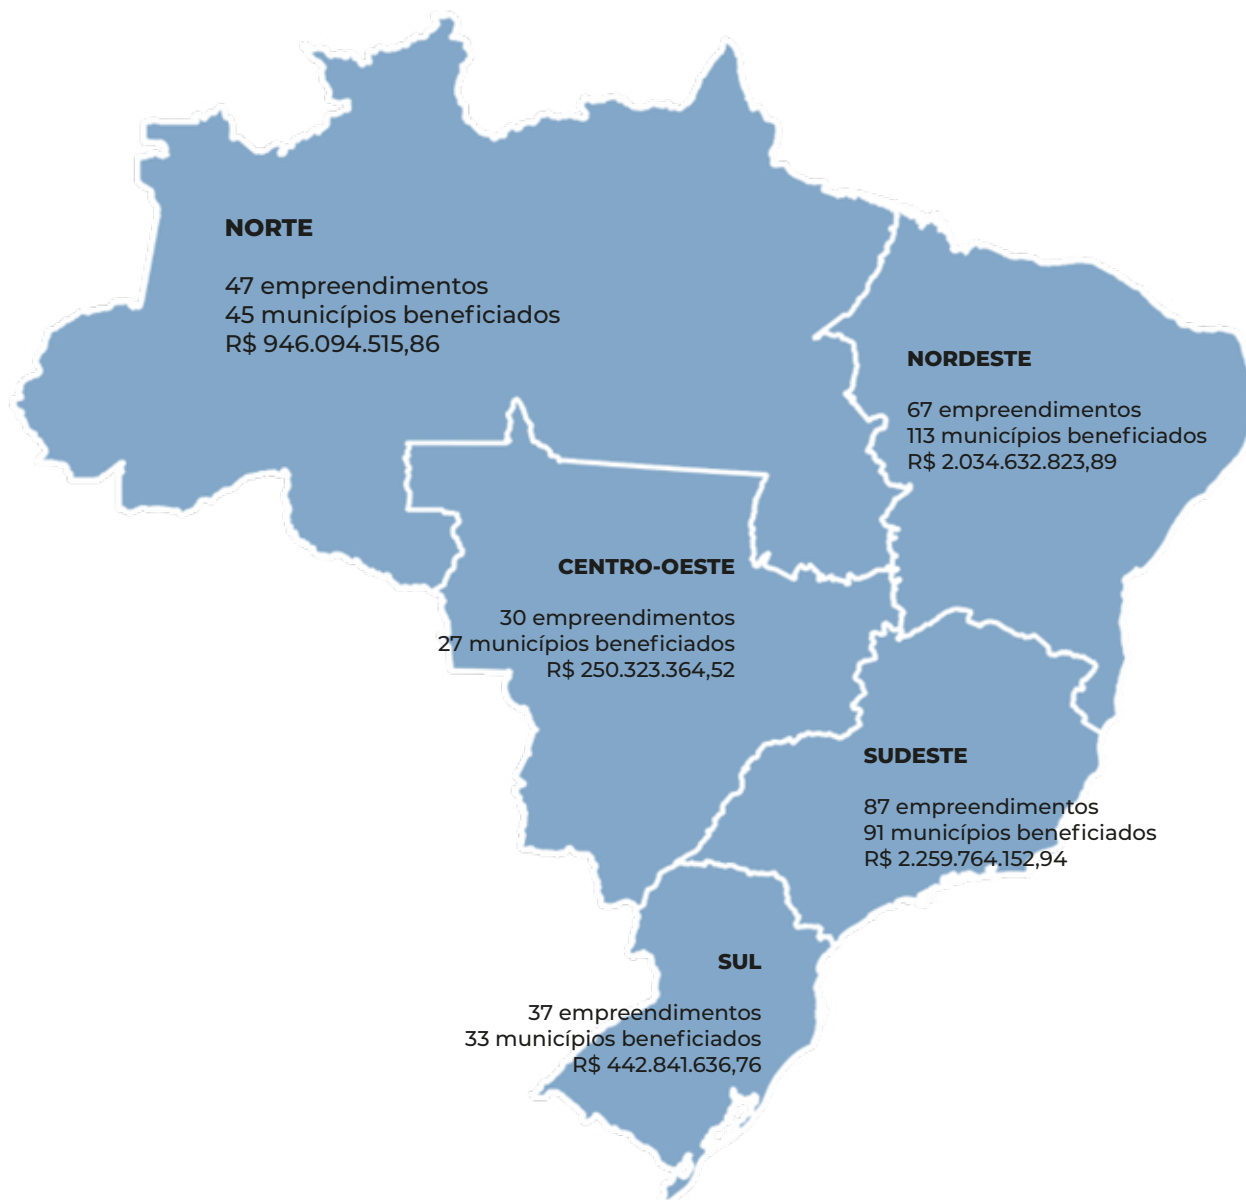 NORTE
47 empreendimentos
45 municípios beneficiados
R$ 946.094.515,86
NORDESTE
67 empreendimentos
113 municípios beneficiados
R$ 2.034.632.823,89
CENTRO-OESTE
30 empreendimentos
27 municípios beneficiados
R$ 250.323.364,52
SUDESTE
87 empreendimentos
91 municípios beneficiados
R$ 2.259.764.152,94
SUL
37 empreendimentos
33 municípios beneficiados
R$ 442.841.636,76